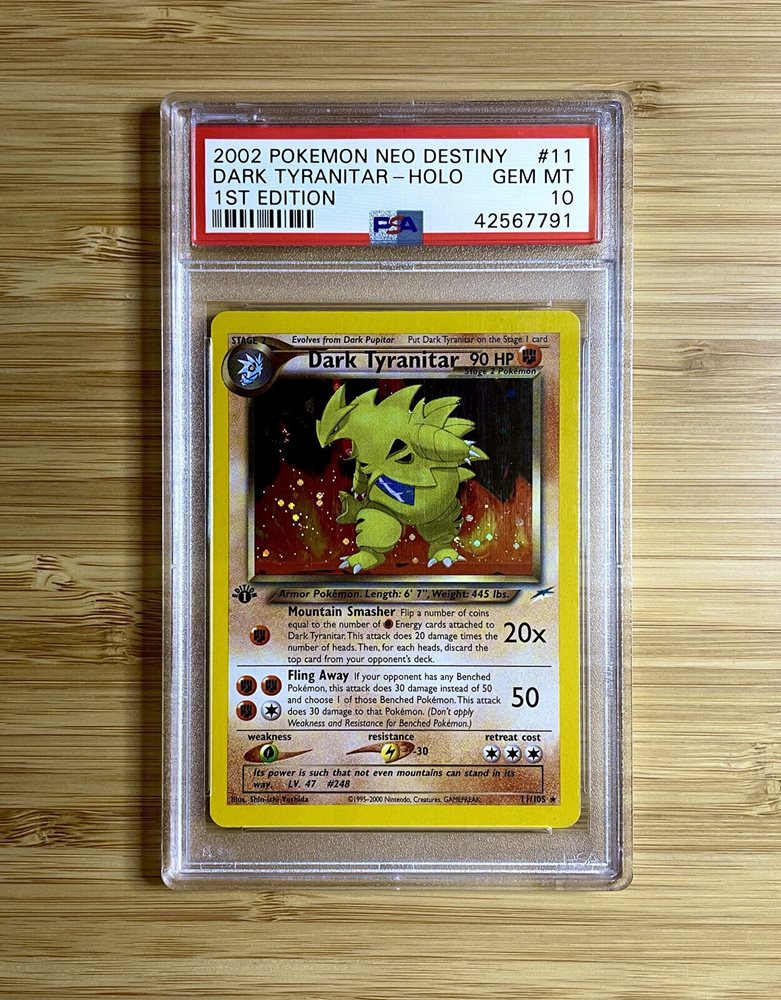 2002 POKEMON NEO DESTINY #11
DARK TYRANITAR - HOLO GEM MT
1ST EDITION 10
PSA 42567791
STAGE 2 Evolves from Dark Pupitar Put Dark Tyranitar on the Stage 1 card
Dark Tyranitar 90 HP
Stage 2 Pokémon
EDITION 1
Armor Pokémon. Length: 6' 7", Weight: 445 lbs.
Mountain Smasher Flip a number of coins
equal to the number of Energy cards attached to
Dark Tyranitar. This attack does 20 damage times the
number of heads. Then, for each heads, discard the
top card from your opponent's deck.
20x
Fling Away If your opponent has any Benched
Pokémon, this attack does 30 damage instead of 50
and choose 1 of those Benched Pokémon. This attack
does 30 damage to that Pokémon. (Don't apply
Weakness and Resistance for Benched Pokémon.)
50
weakness resistance retreat cost
-30
Its power is such that not even mountains can stand in its
way. LV. 47 #248
Illus. Shin-ichi Yoshida ©1995-2000 Nintendo, Creatures, GAMEFREAK 11/105 ★
PSA